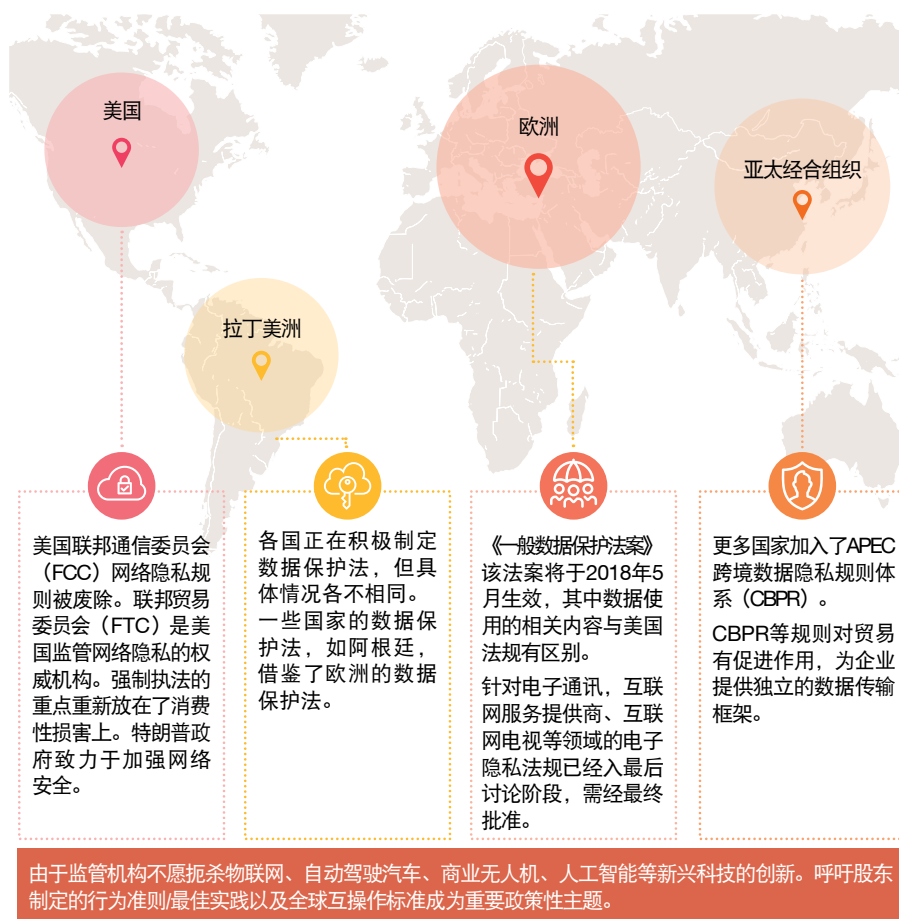 美国
欧洲
亚太经合组织
拉丁美洲
美国联邦通信委员会
（FCC）网络隐私规
则被废除。联邦贸易
委员会（FTC）是美
国监管网络隐私的权
威机构。强制执法的
重点重新放在了消费
性损害上。特朗普政
府致力于加强网络
安全。
各国正在积极制定
数据保护法，但具
体情况各不相同。
一些国家的数据保
护法，如阿根廷，
借鉴了欧洲的数据
保护法。
《一般数据保护法案》
该法案将于2018年5
月生效，其中数据使
用的相关内容与美国
法规有区别。
针对电子通讯，互联
网服务提供商、互联
网电视等领域的电子
隐私法规已经入最后
讨论阶段，需经最终
批准。
更多国家加入了APEC
跨境数据隐私规则体
系（CBPR）。
CBPR等规则对贸易
有促进作用，为企业
提供独立的数据传输
框架。
由于监管机构不愿扼杀物联网、自动驾驶汽车、商业无人机、人工智能等新兴科技的创新。呼吁股东
制定的行为准则/最佳实践以及全球互操作标准成为重要政策性主题。